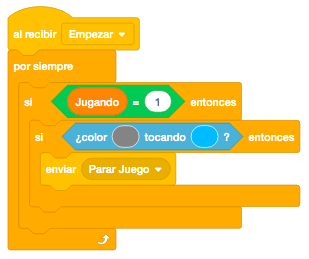 al recibir Empezar
por siempre
si Jugando = 1 entonces
si ¿color tocando ? entonces
enviar Parar Juego